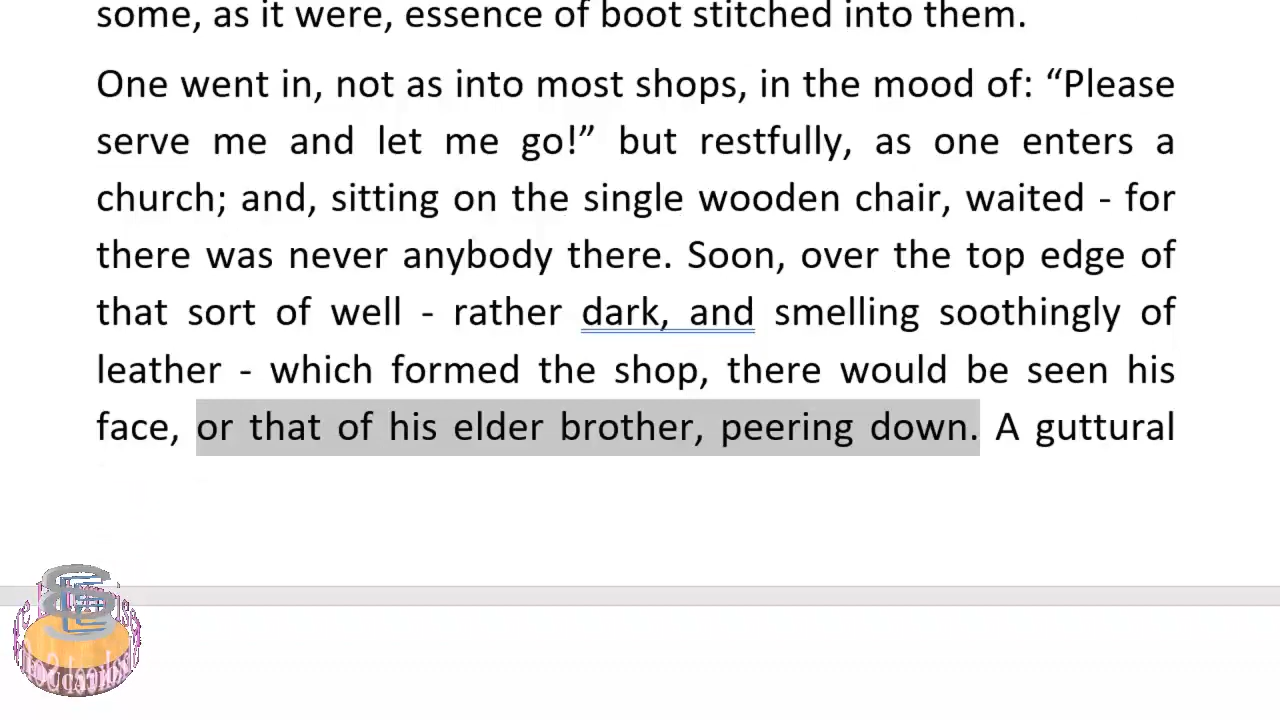 some, as it were, essence of boot stitched into them.
One went in, not as into most shops, in the mood of: “Please
serve me and let me go!” but restfully, as one enters a
church; and, sitting on the single wooden chair, waited - for
there was never anybody there. Soon, over the top edge of
that sort of well - rather dark, and smelling soothingly of
leather - which formed the shop, there would be seen his
face, or that of his elder brother, peering down. A guttural